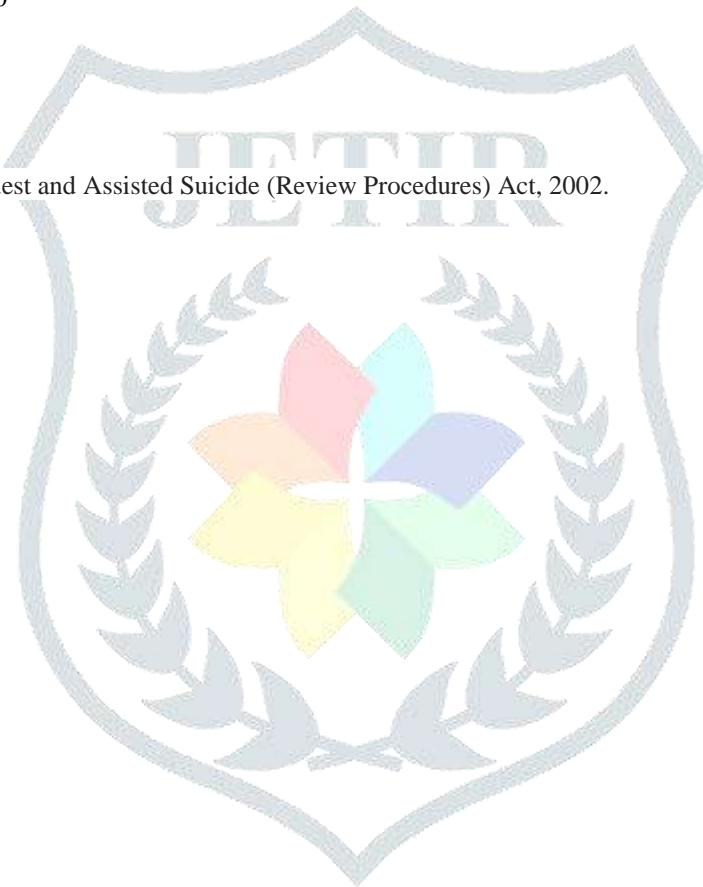 JETIR
est and Assisted Suicide (Review Procedures) Act, 2002.